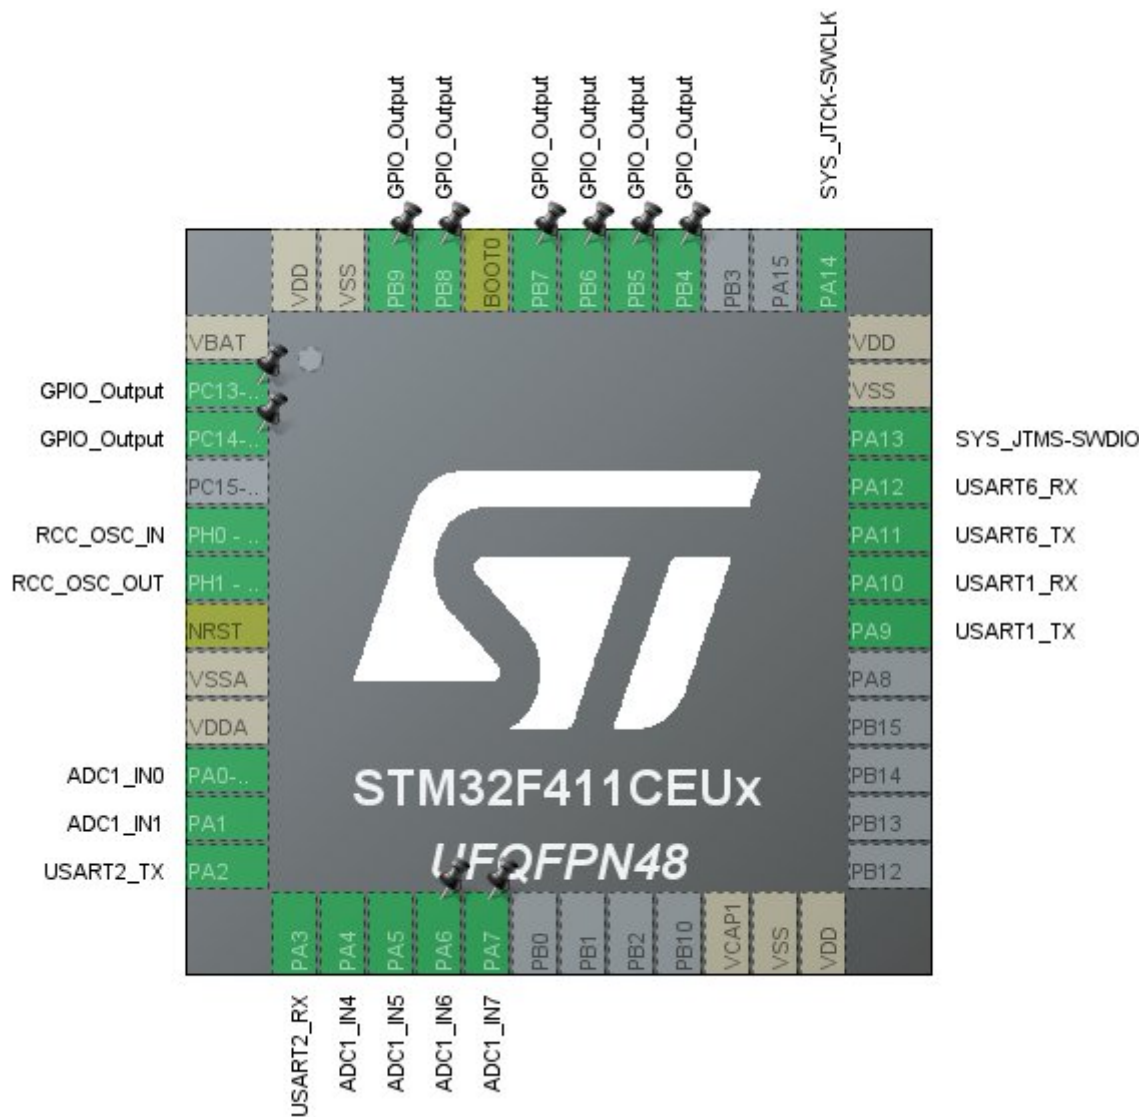 GPIO_Output
GPIO_Output
GPIO_Output
GPIO_Output
GPIO_Output
GPIO_Output
SYS_JTCK-SWCLK
VDD
VSS
PB9
PB8
BOOT0
PB7
PB6
PB5
PB4
PB3
PA15
PA14
VBAT
VDD
GPIO_Output PC13-..
VSS
GPIO_Output PC14-..
PA13 SYS_JTMS-SWDIO
PC15-..
PA12 USART6_RX
RCC_OSC_IN PH0 - ..
PA11 USART6_TX
RCC_OSC_OUT PH1 - ..
PA10 USART1_RX
NRST
PA9 USART1_TX
VSSA
PA8
VDDA
PB15
ADC1_IN0 PA0-..
PB14
ADC1_IN1 PA1
PB13
USART2_TX PA2
PB12
ST
STM32F411CEUx
UFQFPN48
PA3
PA4
PA5
PA6
PA7
PB0
PB1
PB2
PB10
VCAP1
VSS
VDD
USART2_RX
ADC1_IN4
ADC1_IN5
ADC1_IN6
ADC1_IN7